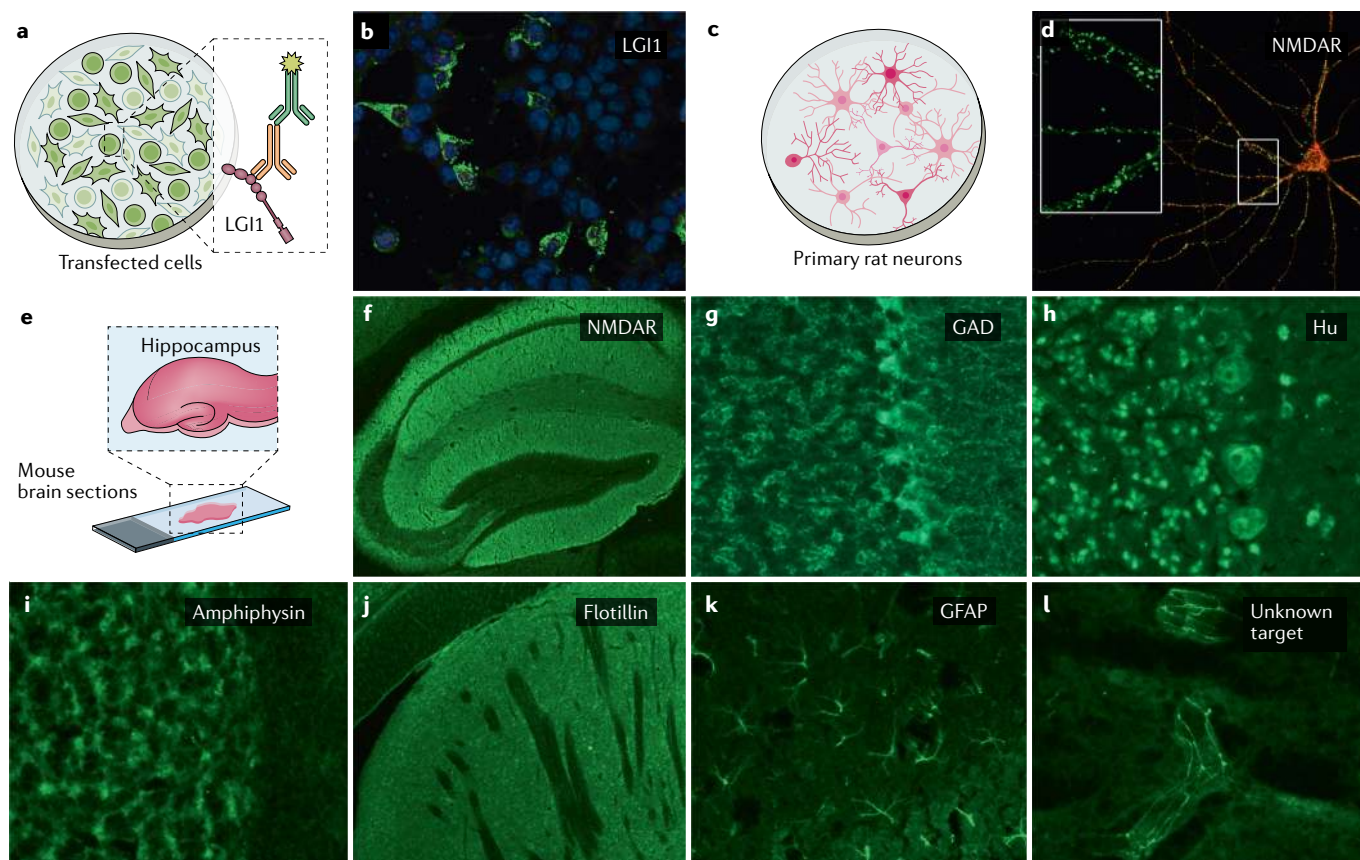 a
LGI1
Transfected cells
b
LGI1
c
Primary rat neurons
d
NMDAR
e
Hippocampus
Mouse
brain sections
f
NMDAR
g
GAD
h
Hu
i
Amphiphysin
j
Flotillin
k
GFAP
l
Unknown
target